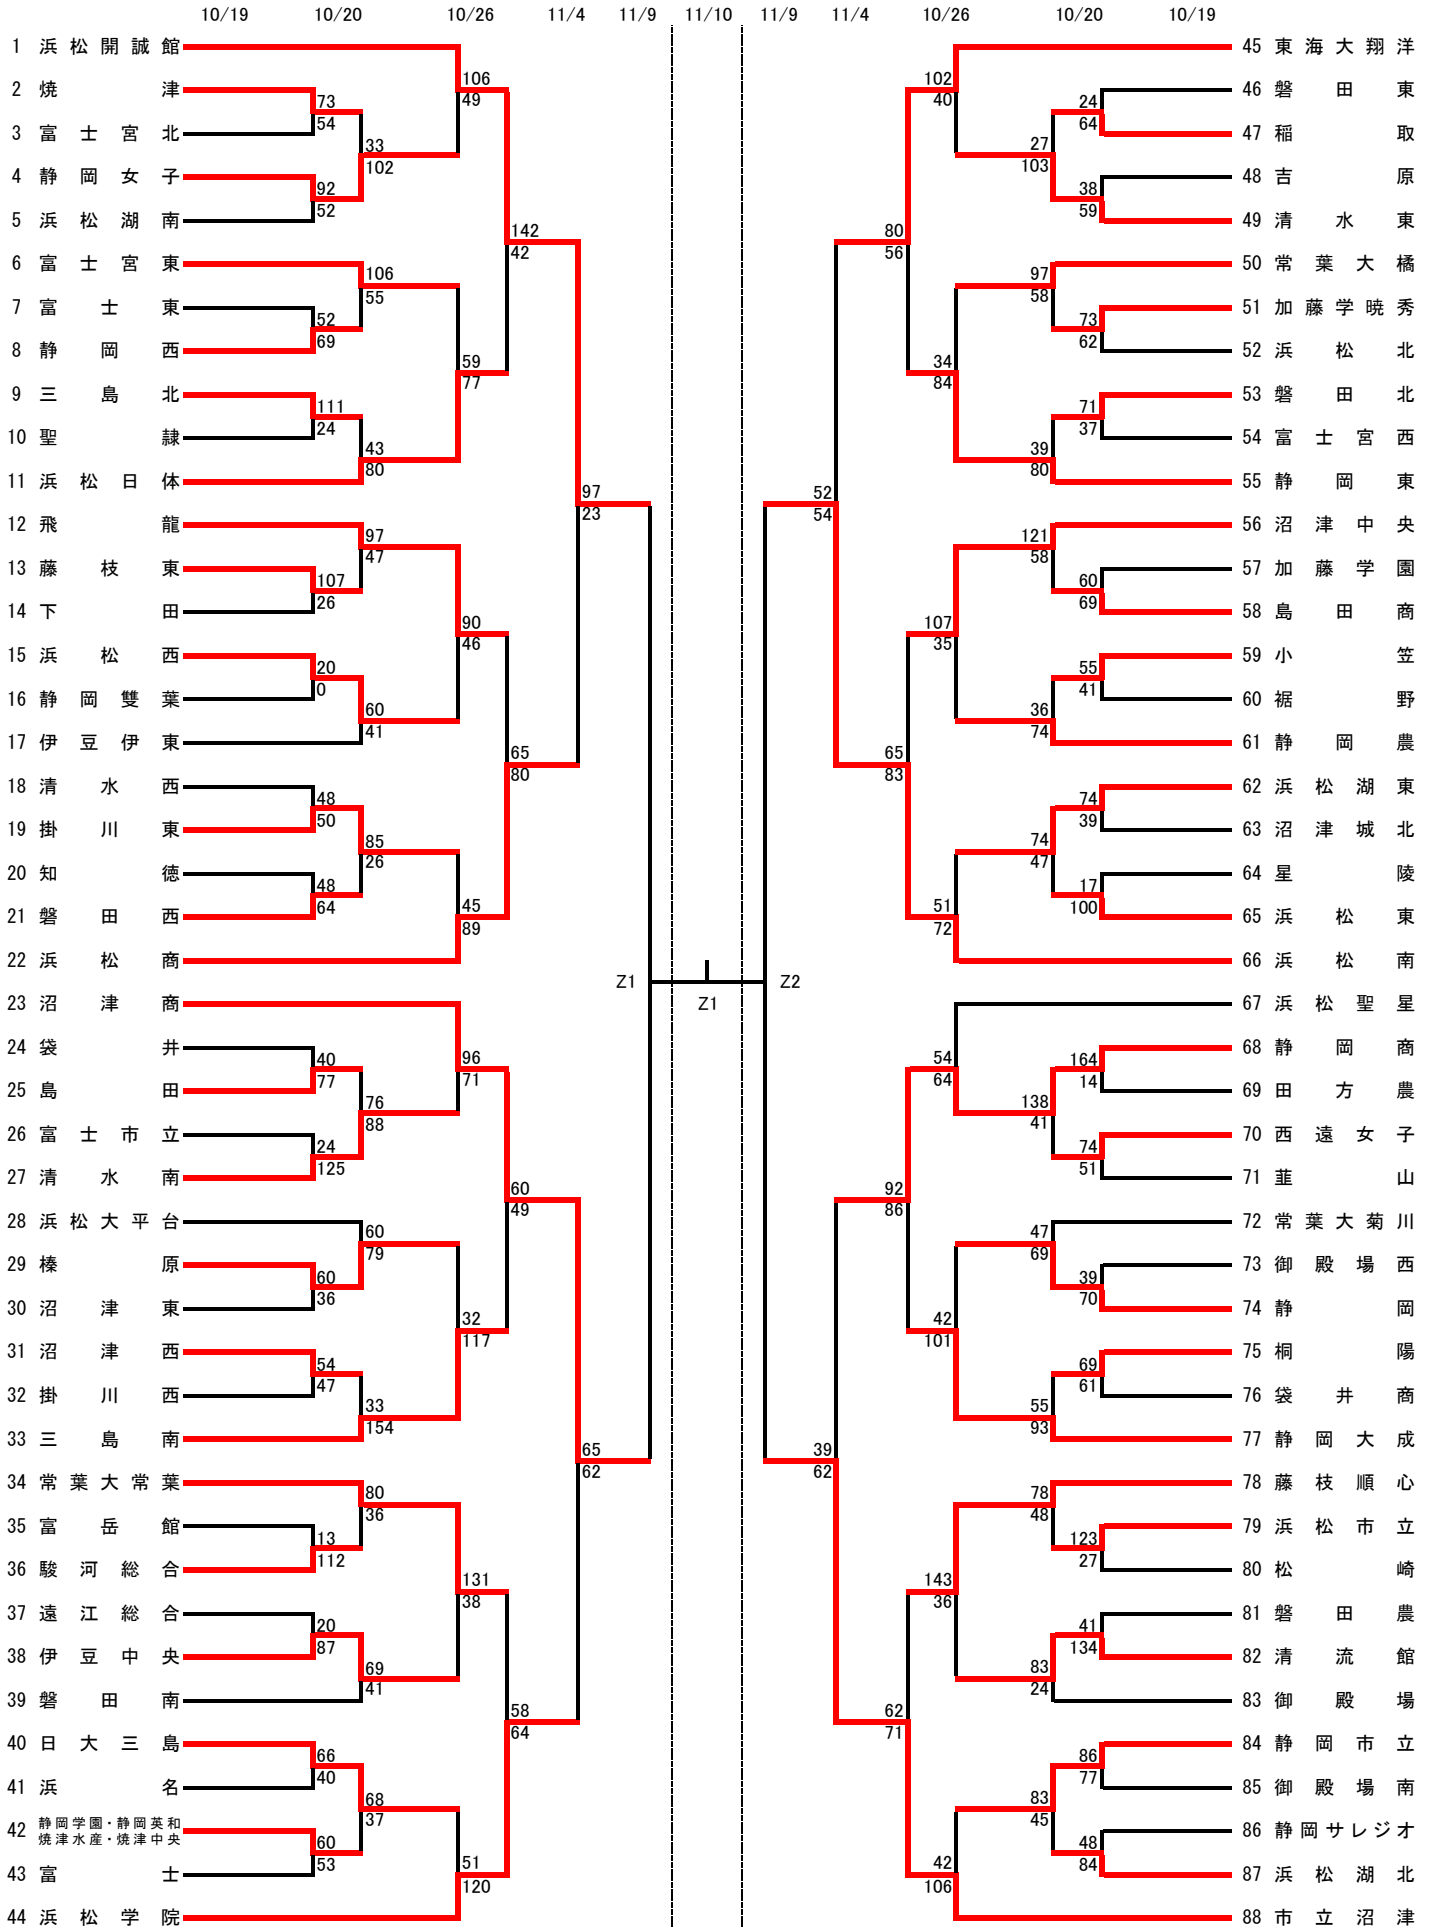 10/19 10/20 10/26 11/4 11/9 11/10 11/9 11/4 10/26 10/20 10/19
1 浜松開誠館
2 焼津
3 富士宮北
4 静岡女子
5 浜松湖南
6 富士宮東
7 富士東
8 静岡西
9 三島北
10 聖隷
11 浜松日体
12 飛龍
13 藤枝東
14 下田
15 浜松西
16 静岡雙葉
17 伊豆伊東
18 清水西
19 掛川東
20 知徳
21 磐田西
22 浜松商
23 沼津商
24 袋井
25 島田
26 富士市立
27 清水南
28 浜松大平台
29 榛原
30 沼津東
31 沼津西
32 掛川西
33 三島南
34 常葉大常葉
35 富岳館
36 駿河総合
37 遠江総合
38 伊豆中央
39 磐田南
40 日大三島
41 浜名
42 静岡学園・静岡英和
焼津水産・焼津中央
43 富士
44 浜松学院
73
54
92
52
52
69
111
24
107
26
20
0
48
50
48
64
40
77
24
125
60
36
54
47
13
112
20
87
66
40
60
53
33
102
106
55
43
80
97
47
60
41
85
26
76
88
60
79
33
154
80
36
69
41
68
37
106
49
59
77
90
46
45
89
96
71
32
117
131
38
51
120
142
42
65
80
60
49
58
64
97
23
65
62
Z1
Z1
Z2
52
54
39
62
80
56
65
83
92
86
62
71
102
40
34
84
107
35
51
72
54
64
42
101
143
36
42
106
27
103
97
58
39
80
121
58
36
74
74
47
138
41
47
69
55
93
78
48
83
24
83
45
24
64
38
59
73
62
71
37
60
69
55
41
74
39
17
100
164
14
74
51
39
70
69
61
123
27
41
134
86
77
48
84
45 東海大翔洋
46 磐田東
47 稲取
48 吉原
49 清水東
50 常葉大橘
51 加藤学暁秀
52 浜松北
53 磐田北
54 富士宮西
55 静岡東
56 沼津中央
57 加藤学園
58 島田商
59 小笠
60 裾野
61 静岡農
62 浜松湖東
63 沼津城北
64 星陵
65 浜松東
66 浜松南
67 浜松聖星
68 静岡商
69 田方農
70 西遠女子
71 韮山
72 常葉大菊川
73 御殿場西
74 静岡
75 桐陽
76 袋井商
77 静岡大成
78 藤枝順心
79 浜松市立
80 松崎
81 磐田農
82 清流館
83 御殿場
84 静岡市立
85 御殿場南
86 静岡サレジオ
87 浜松湖北
88 市立沼津